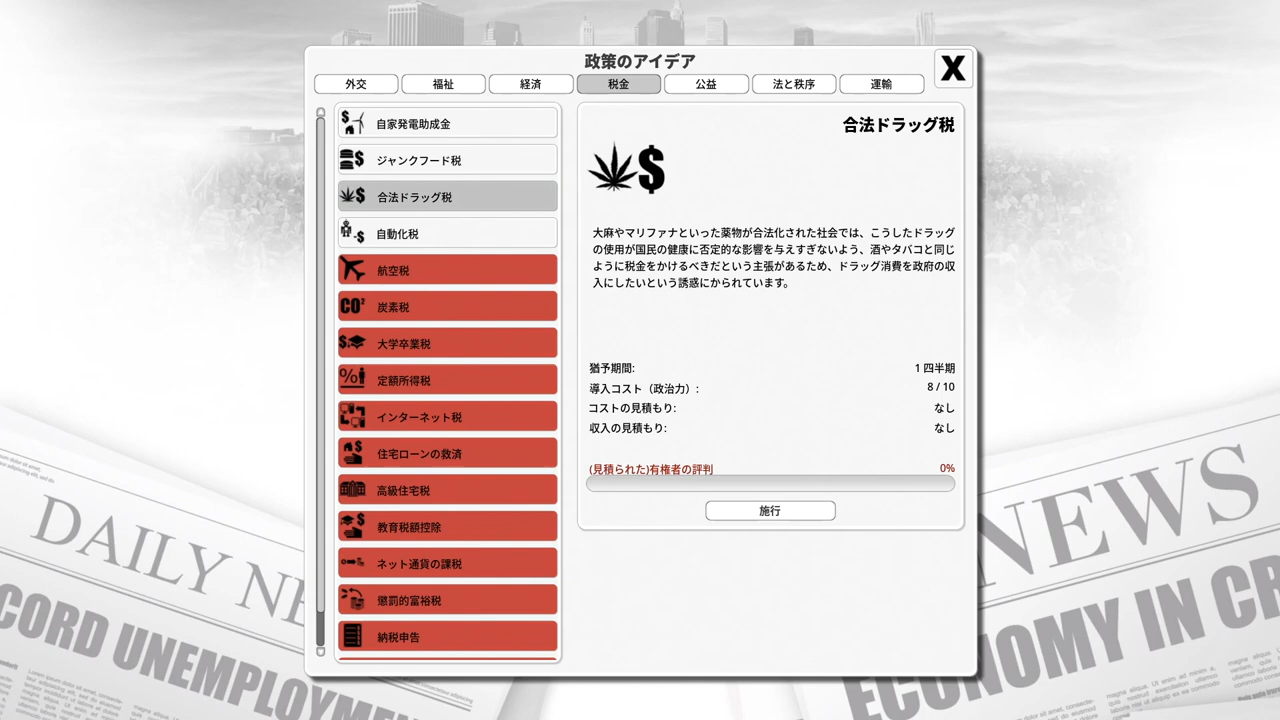 政策のアイデア
X
外交
福祉
経済
税金
公益
法と秩序
運輸
自家発電助成金
ジャンクフード税
合法ドラッグ税
自動化税
航空税
CO² 炭素税
大学卒業税
定額所得税
インターネット税
住宅ローンの救済
高級住宅税
教育税額控除
ネット通貨の課税
懲罰的富裕税
納税申告
合法ドラッグ税
大麻やマリファナといった薬物が合法化された社会では、こうしたドラッグ
の使用が国民の健康に否定的な影響を与えすぎないよう、酒やタバコと同じ
ように税金をかけるべきだという主張があるため、ドラッグ消費を政府の収
入にしたいという誘惑にかられています。
猶予期間: 1 四半期
導入コスト（政治力）: 8 / 10
コストの見積もり: なし
収入の見積もり: なし
(見積られた)有権者の評判 0%
施行
DAILY NE
CORD UNEMPLOYM
NEWS
ECONOMY IN CR